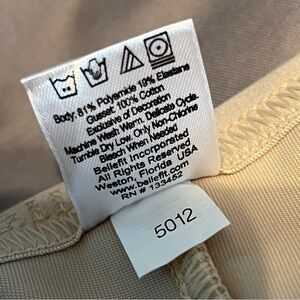 Body: 81% Polyamide 19% Elastane
Gusset: 100% Cotton
Exclusive of Decoration
Machine Wash Warm. Delicate Cycle.
Tumble Dry Low. Only Non-Chlorine
Bleach When Needed
Bellefit Incorporated
All Rights Reserved
Weston, Florida USA
www.bellefit.com
RN # 133452
5012